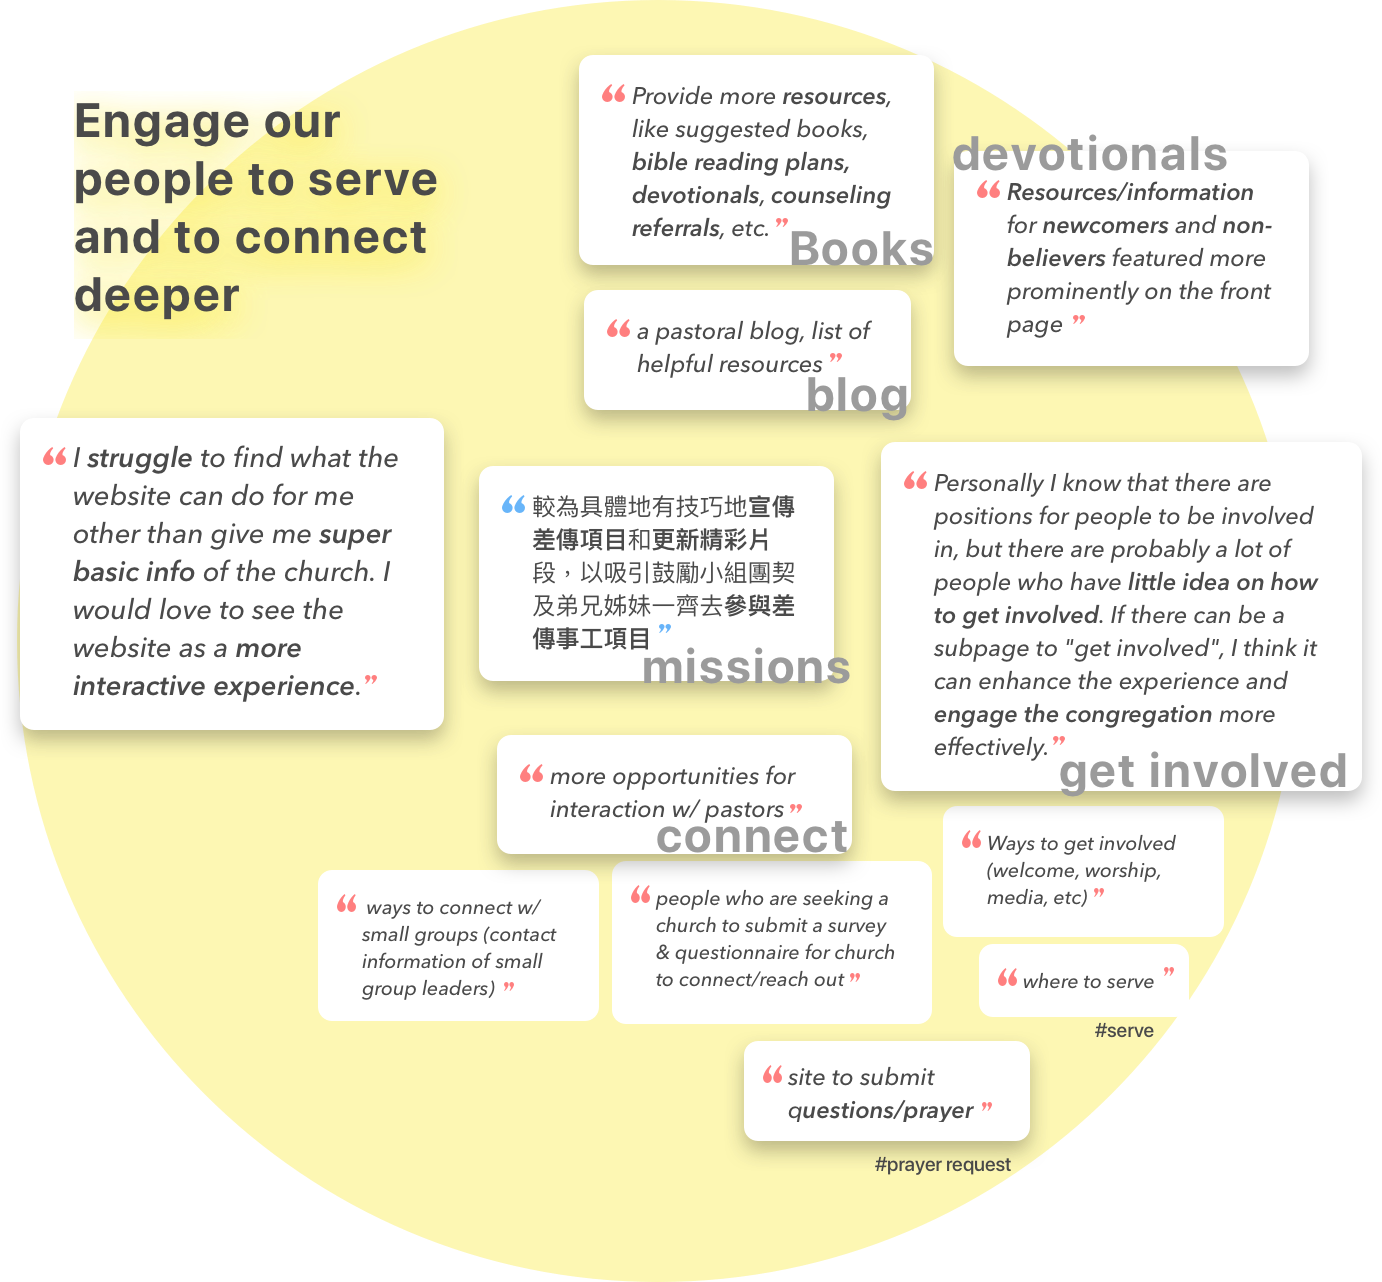 Engage our
people to serve
and to connect
deeper
“ Provide more resources,
like suggested books,
bible reading plans,
devotionals, counseling
referrals, etc. ”
Books
devotionals
“ Resources/information
for newcomers and non-
believers featured more
prominently on the front
page ”
“ a pastoral blog, list of
helpful resources ”
blog
“ I struggle to find what the
website can do for me
other than give me super
basic info of the church. I
would love to see the
website as a more
interactive experience. ”
“ 較為具體地有技巧地宣傳
差傳項目和更新精彩片
段，以吸引鼓勵小組團契
及弟兄姊妹一齊去參與差
傳事工項目 ”
missions
“ Personally I know that there are
positions for people to be involved
in, but there are probably a lot of
people who have little idea on how
to get involved. If there can be a
subpage to "get involved", I think it
can enhance the experience and
engage the congregation more
effectively. ”
get involved
“ more opportunities for
interaction w/ pastors ”
connect
“ Ways to get involved
(welcome, worship,
media, etc) ”
“ ways to connect w/
small groups (contact
information of small
group leaders) ”
“ people who are seeking a
church to submit a survey
& questionnaire for church
to connect/reach out ”
“ where to serve ”
#serve
“ site to submit
questions/prayer ”
#prayer request